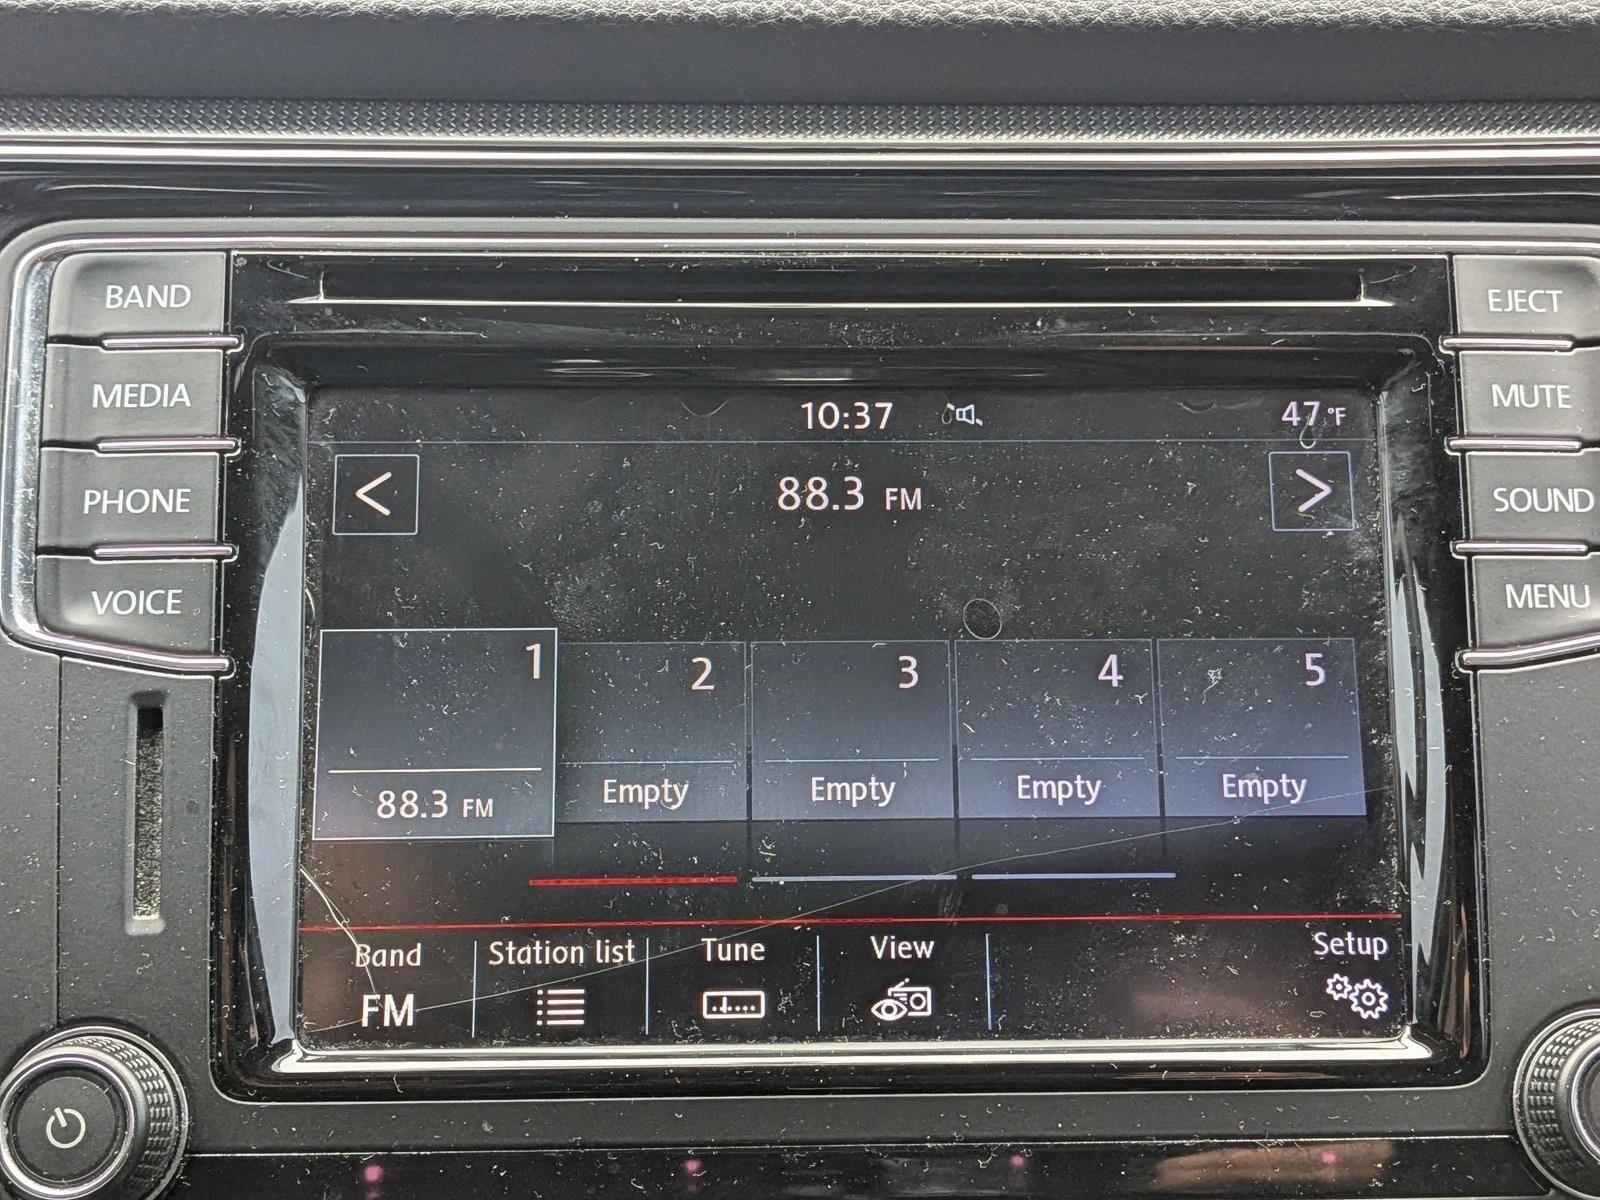 BAND
MEDIA
PHONE
VOICE
10:37
47 °F
88.3 FM
1
88.3 FM
2
Empty
3
Empty
4
Empty
5
Empty
Band
FM
Station list
Tune
View
Setup
EJECT
MUTE
SOUND
MENU